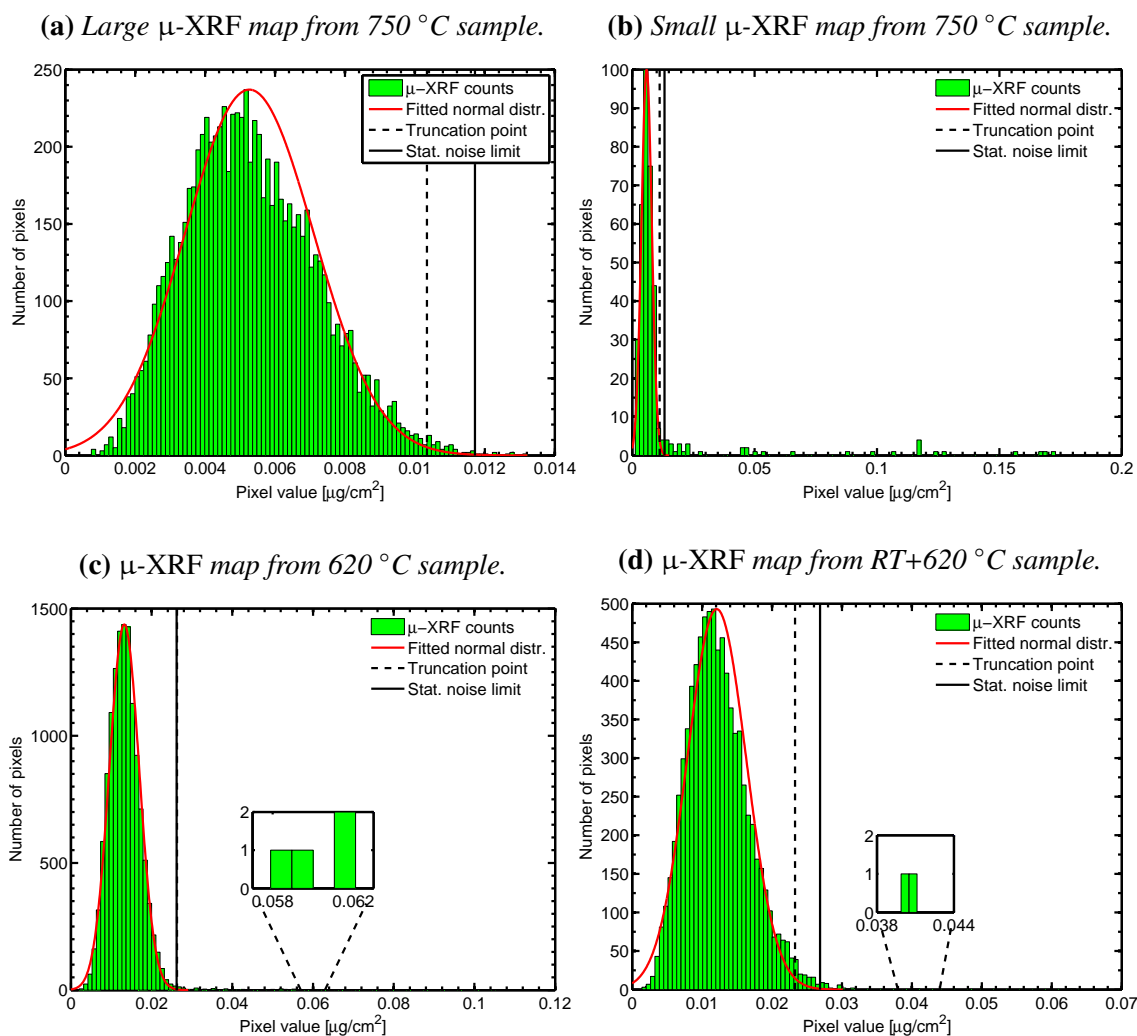 (a) Large μ-XRF map from 750 °C sample.
250
200
150
100
50
0
0 0.002 0.004 0.006 0.008 0.01 0.012 0.014
Number of pixels
Pixel value [μg/cm²]
μ-XRF counts
Fitted normal distr.
Truncation point
Stat. noise limit
(b) Small μ-XRF map from 750 °C sample.
100
90
80
70
60
50
40
30
20
10
0
0 0.05 0.1 0.15 0.2
Number of pixels
Pixel value [μg/cm²]
μ-XRF counts
Fitted normal distr.
Truncation point
Stat. noise limit
(c) μ-XRF map from 620 °C sample.
1500
1000
500
0
0 0.02 0.04 0.06 0.08 0.1 0.12
Number of pixels
Pixel value [μg/cm²]
μ-XRF counts
Fitted normal distr.
Truncation point
Stat. noise limit
2
1
0
0.058 0.062
(d) μ-XRF map from RT+620 °C sample.
500
450
400
350
300
250
200
150
100
50
0
0 0.01 0.02 0.03 0.04 0.05 0.06 0.07
Number of pixels
Pixel value [μg/cm²]
μ-XRF counts
Fitted normal distr.
Truncation point
Stat. noise limit
2
1
0
0.038 0.044